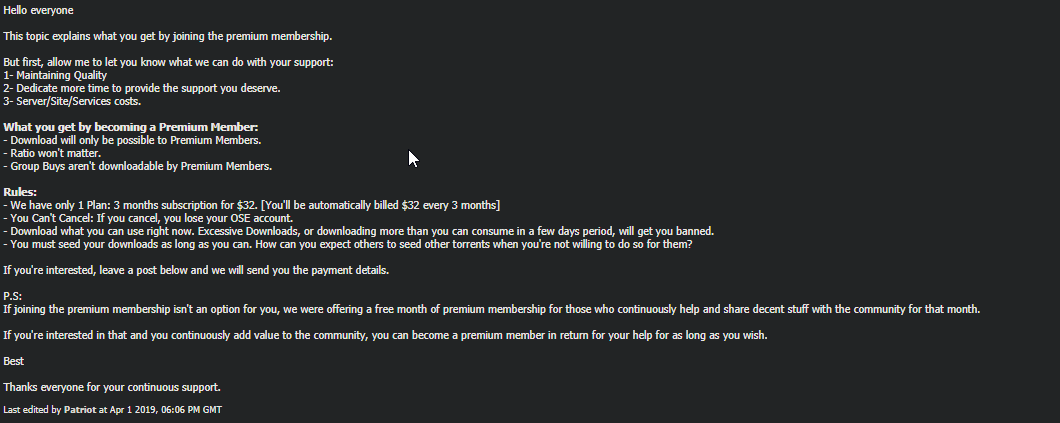 Hello everyone
This topic explains what you get by joining the premium membership.
But first, allow me to let you know what we can do with your support:
1- Maintaining Quality
2- Dedicate more time to provide the support you deserve.
3- Server/Site/Services costs.
What you get by becoming a Premium Member:
- Download will only be possible to Premium Members.
- Ratio won't matter.
- Group Buys aren't downloadable by Premium Members.
Rules:
- We have only 1 Plan: 3 months subscription for $32. [You'll be automatically billed $32 every 3 months]
- You Can't Cancel: If you cancel, you lose your OSE account.
- Download what you can use right now. Excessive Downloads, or downloading more than you can consume in a few days period, will get you banned.
- You must seed your downloads as long as you can. How can you expect others to seed other torrents when you're not willing to do so for them?
If you're interested, leave a post below and we will send you the payment details.
P.S:
If joining the premium membership isn't an option for you, we were offering a free month of premium membership for those who continuously help and share decent stuff with the community for that month.
If you're interested in that and you continuously add value to the community, you can become a premium member in return for your help for as long as you wish.
Best
Thanks everyone for your continuous support.
Last edited by Patriot at Apr 1 2019, 06:06 PM GMT